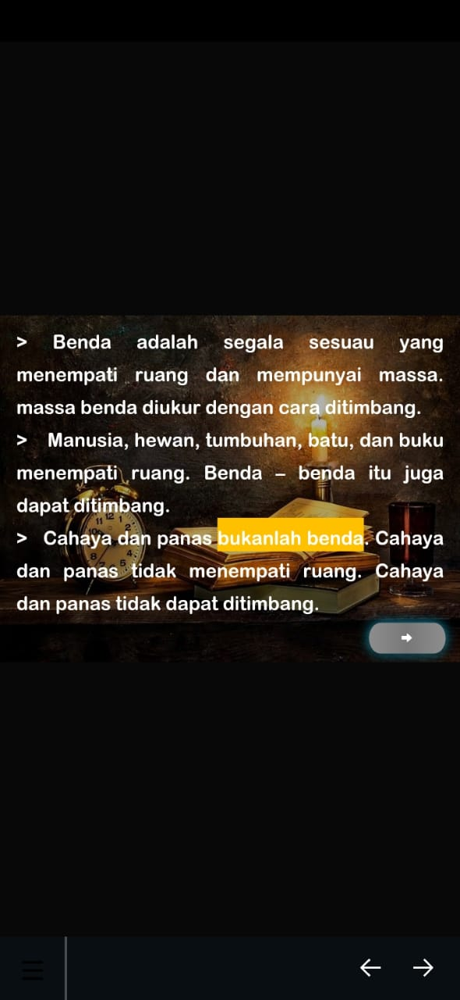 > Benda adalah segala sesuau yang
menempati ruang dan mempunyai massa.
massa benda diukur dengan cara ditimbang.
> Manusia, hewan, tumbuhan, batu, dan buku
menempati ruang. Benda – benda itu juga
dapat ditimbang.
> Cahaya dan panas bukanlah benda. Cahaya
dan panas tidak menempati ruang. Cahaya
dan panas tidak dapat ditimbang.